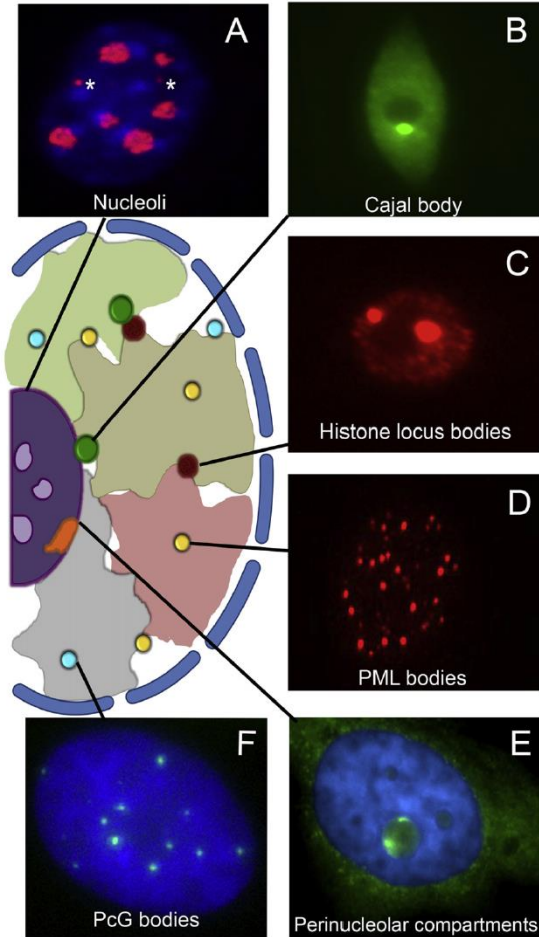 A
*
*
Nucleoli
B
Cajal body
C
Histone locus bodies
D
PML bodies
E
Perinucleolar compartments
F
PcG bodies